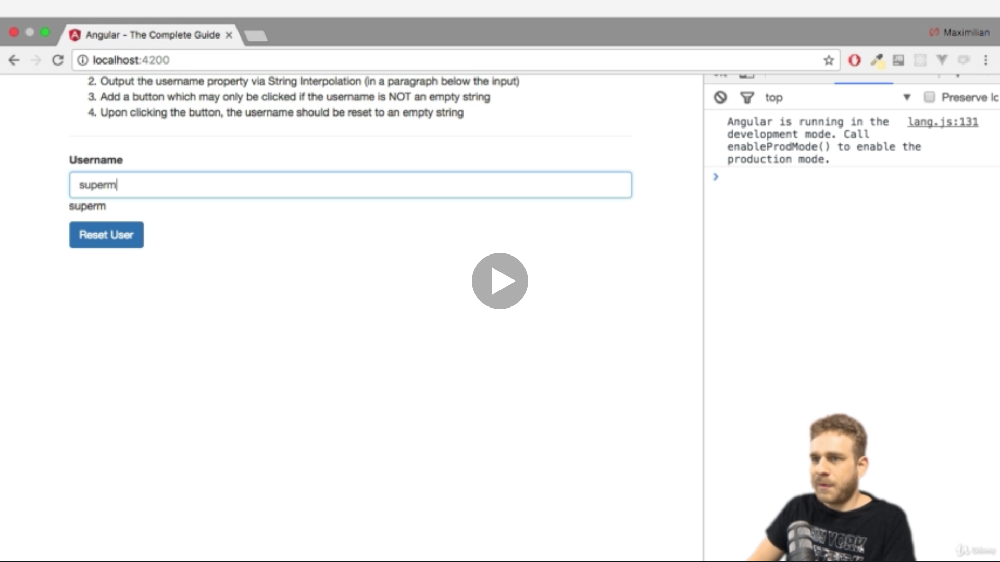 Angular - The Complete Guide
Maximilian
localhost:4200
2. Output the username property via String Interpolation (in a paragraph below the input)
3. Add a button which may only be clicked if the username is NOT an empty string
4. Upon clicking the button, the username should be reset to an empty string
Username
superm
superm
Reset User
top
Preserve lo
Angular is running in the lang.js:131
development mode. Call
enableProdMode() to enable the
production mode.
YORK
Udemy